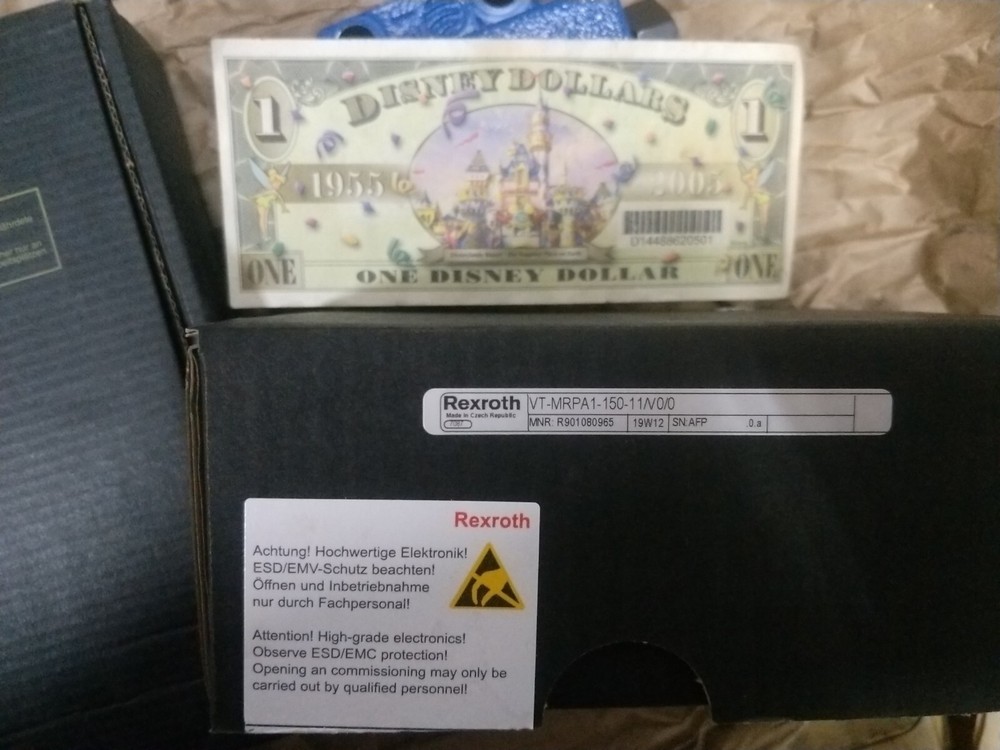 1
DISNEY DOLLARS
1
1955 to 2005
D14469620501
ONE
ONE DISNEY DOLLAR
ONE
Rexroth
Made in Czech Republic
VT-MRPA1-150-11/V0/0
MNR: R901080965
19W12
SN:AFP
.0.a
Rexroth
Achtung! Hochwertige Elektronik!
ESD/EMV-Schutz beachten!
Öffnen und Inbetriebnahme
nur durch Fachpersonal!
Attention! High-grade electronics!
Observe ESD/EMC protection!
Opening an commissioning may only be
carried out by qualified personnel!